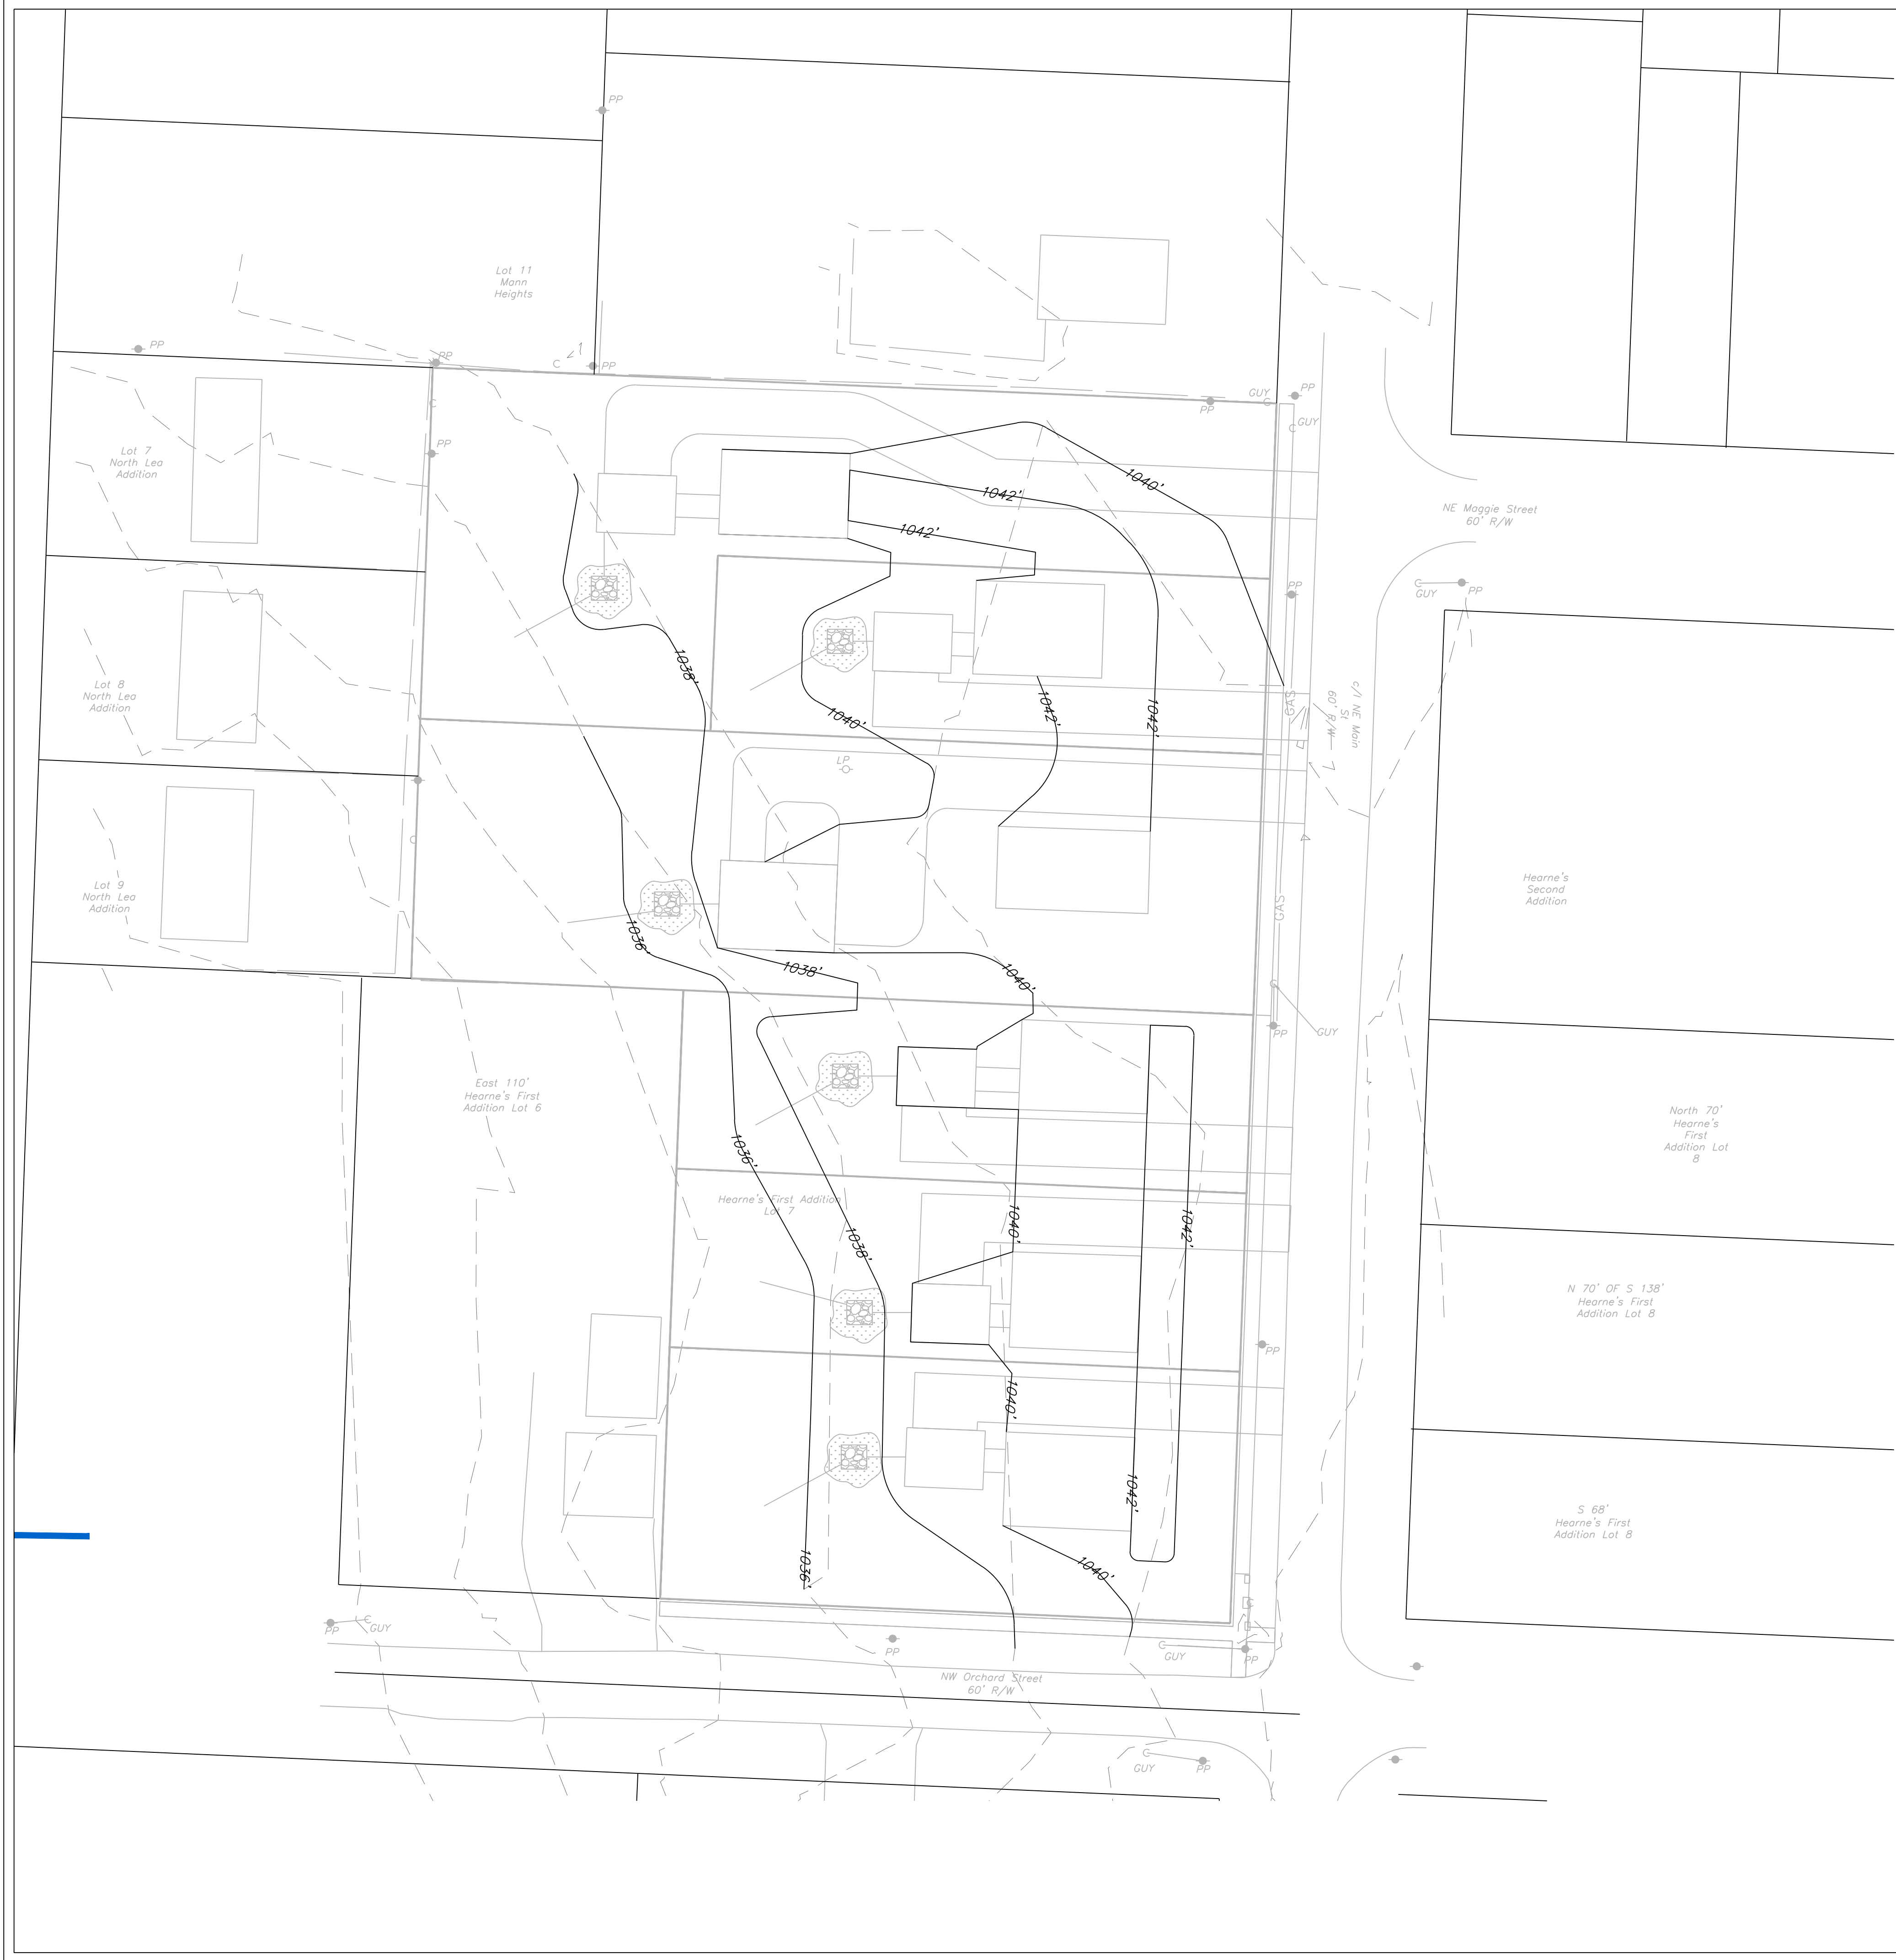 PP
Lot 11
Mann
Heights
PP
PP
PP
GUY
PP
PP
GUY
PP
Lot 7
North Lea
Addition
1040'
1042'
1042'
NE Maggie Street
60' R/W
PP
GUY
PP
1038'
Lot 8
North Lea
Addition
1040'
1042'
1042'
GAS
c/l NE Main
St
60' R/W
LP
Lot 9
North Lea
Addition
Hearne's
Second
Addition
GAS
1036'
1038'
1040'
PP
GUY
East 110'
Hearne's First
Addition Lot 6
North 70'
Hearne's
First
Addition Lot
8
1036'
Hearne's First Addition
Lot 7
1038'
1040'
1042'
N 70' OF S 138'
Hearne's First
Addition Lot 8
PP
1040'
1042'
S 68'
Hearne's First
Addition Lot 8
1036'
1040'
PP
GUY
PP
GUY
PP
NW Orchard Street
60' R/W
GUY
PP